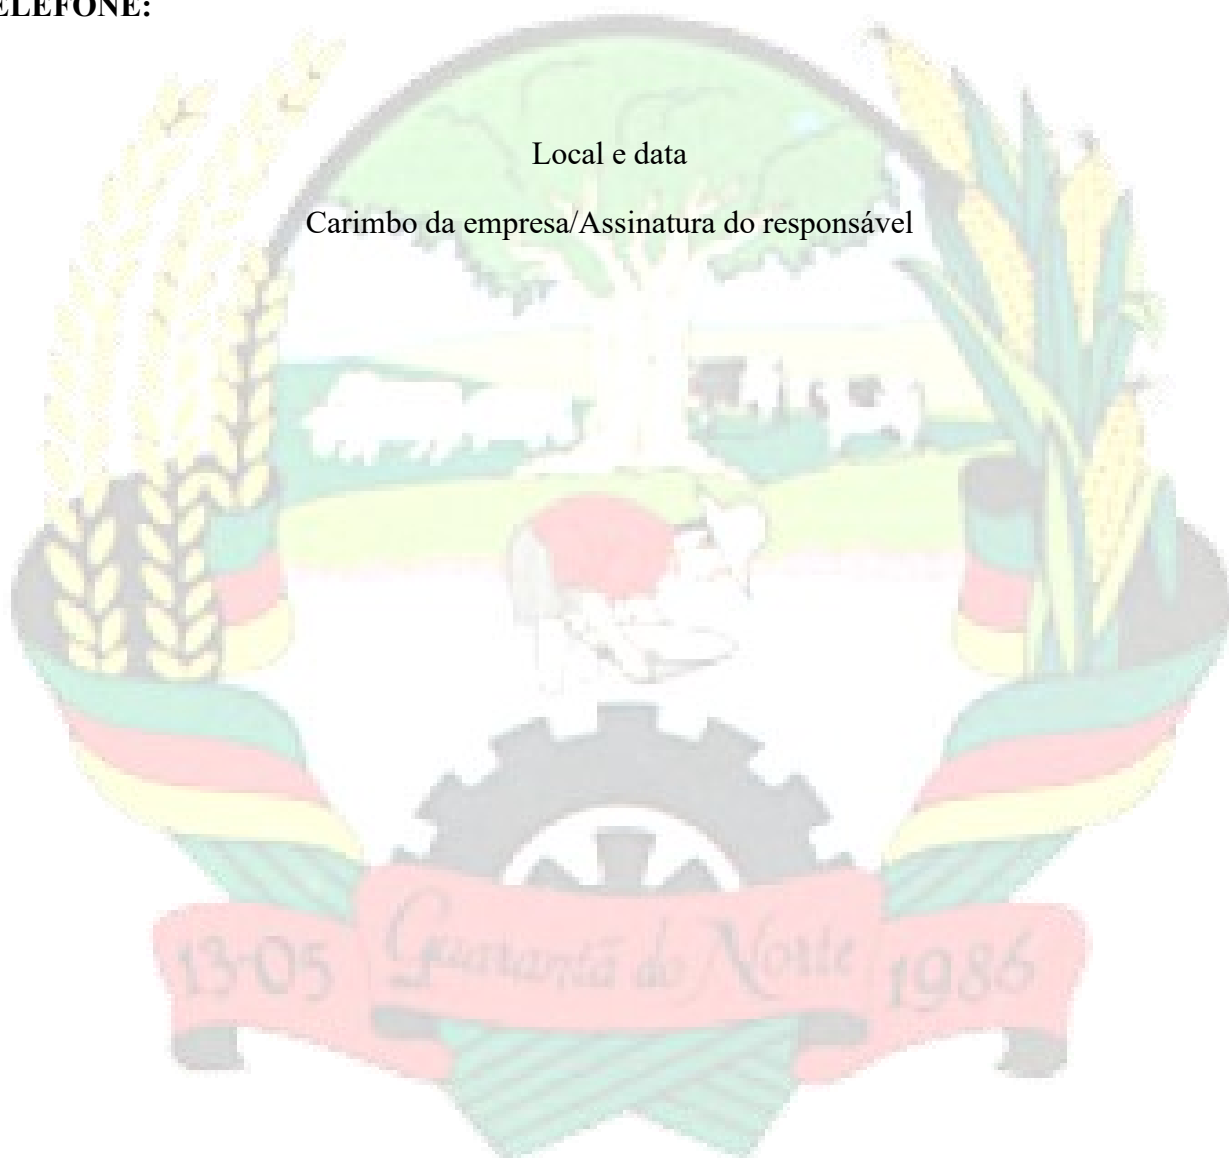 ELEFONE:
Local e data
Carimbo da empresa/Assinatura do responsável
13-05 Guarantã do Norte 1986